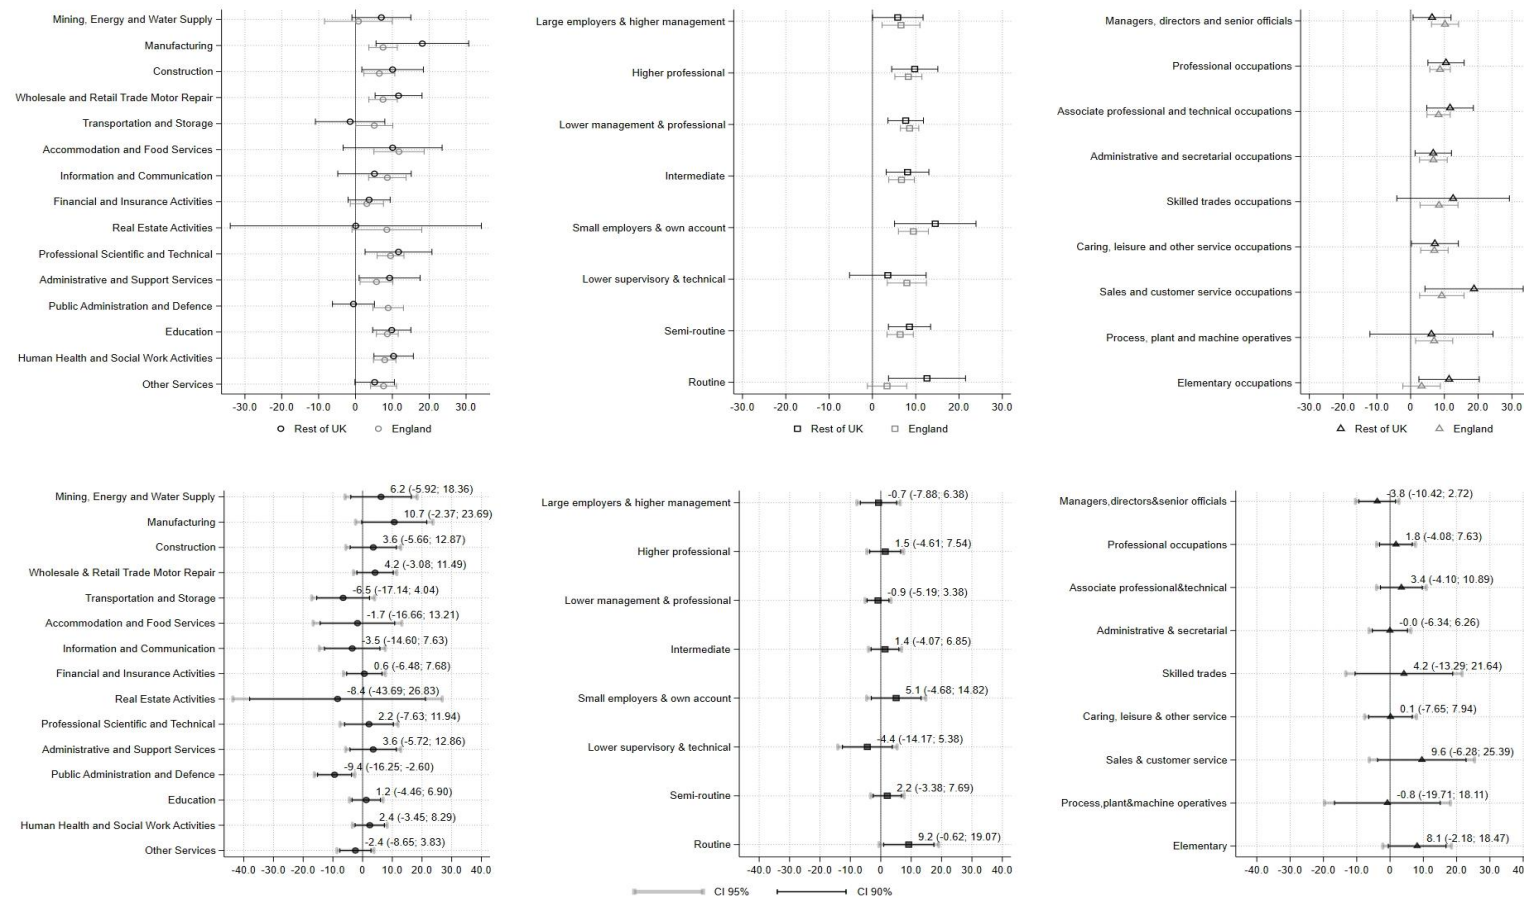 Mining, Energy and Water Supply
Manufacturing
Construction
Wholesale and Retail Trade Motor Repair
Transportation and Storage
Accommodation and Food Services
Information and Communication
Financial and Insurance Activities
Real Estate Activities
Professional Scientific and Technical
Administrative and Support Services
Public Administration and Defence
Education
Human Health and Social Work Activities
Other Services
-30.0 -20.0 -10.0 0 10.0 20.0 30.0
Rest of UK England
Large employers & higher management
Higher professional
Lower management & professional
Intermediate
Small employers & own account
Lower supervisory & technical
Semi-routine
Routine
-30.0 -20.0 -10.0 0 10.0 20.0 30.0
Rest of UK England
Managers, directors and senior officials
Professional occupations
Associate professional and technical occupations
Administrative and secretarial occupations
Skilled trades occupations
Caring, leisure and other service occupations
Sales and customer service occupations
Process, plant and machine operatives
Elementary occupations
-30.0 -20.0 -10.0 0 10.0 20.0 30.0
Rest of UK England
Mining, Energy and Water Supply 6.2 (-5.92; 18.36)
Manufacturing 10.7 (-2.37; 23.69)
Construction 3.6 (-5.66; 12.87)
Wholesale & Retail Trade Motor Repair 4.2 (-3.08; 11.49)
Transportation and Storage -6.5 (-17.14; 4.04)
Accommodation and Food Services -1.7 (-16.66; 13.21)
Information and Communication -3.5 (-14.60; 7.63)
Financial and Insurance Activities 0.6 (-6.48; 7.68)
Real Estate Activities -8.4 (-43.69; 26.83)
Professional Scientific and Technical 2.2 (-7.63; 11.94)
Administrative and Support Services 3.6 (-5.72; 12.86)
Public Administration and Defence -9.4 (-16.25; -2.60)
Education 1.2 (-4.46; 6.90)
Human Health and Social Work Activities 2.4 (-3.45; 8.29)
Other Services -2.4 (-8.65; 3.83)
-40.0 -30.0 -20.0 -10.0 0 10.0 20.0 30.0 40.0
Large employers & higher management -0.7 (-7.88; 6.38)
Higher professional 1.5 (-4.61; 7.54)
Lower management & professional -0.9 (-5.19; 3.38)
Intermediate 1.4 (-4.07; 6.85)
Small employers & own account 5.1 (-4.68; 14.82)
Lower supervisory & technical -4.4 (-14.17; 5.38)
Semi-routine 2.2 (-3.38; 7.69)
Routine 9.2 (-0.62; 19.07)
-40.0 -30.0 -20.0 -10.0 0 10.0 20.0 30.0 40.0
CI 95% CI 90%
Managers,directors&senior officials -3.8 (-10.42; 2.72)
Professional occupations 1.8 (-4.08; 7.63)
Associate professional&technical 3.4 (-4.10; 10.89)
Administrative & secretarial -0.0 (-6.34; 6.26)
Skilled trades 4.2 (-13.29; 21.64)
Caring, leisure & other service 0.1 (-7.65; 7.94)
Sales & customer service 9.6 (-6.28; 25.39)
Process,plant&machine operatives -0.8 (-19.71; 18.11)
Elementary 8.1 (-2.18; 18.47)
-40.0 -30.0 -20.0 -10.0 0 10.0 20.0 30.0